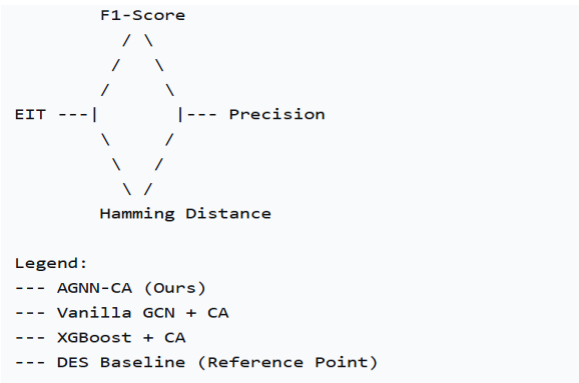 F1-Score
/ \
/ \
/ \
EIT ---| |--- Precision
\ /
\ /
\ /
Hamming Distance
Legend:
--- AGNN-CA (Ours)
--- Vanilla GCN + CA
--- XGBoost + CA
--- DES Baseline (Reference Point)